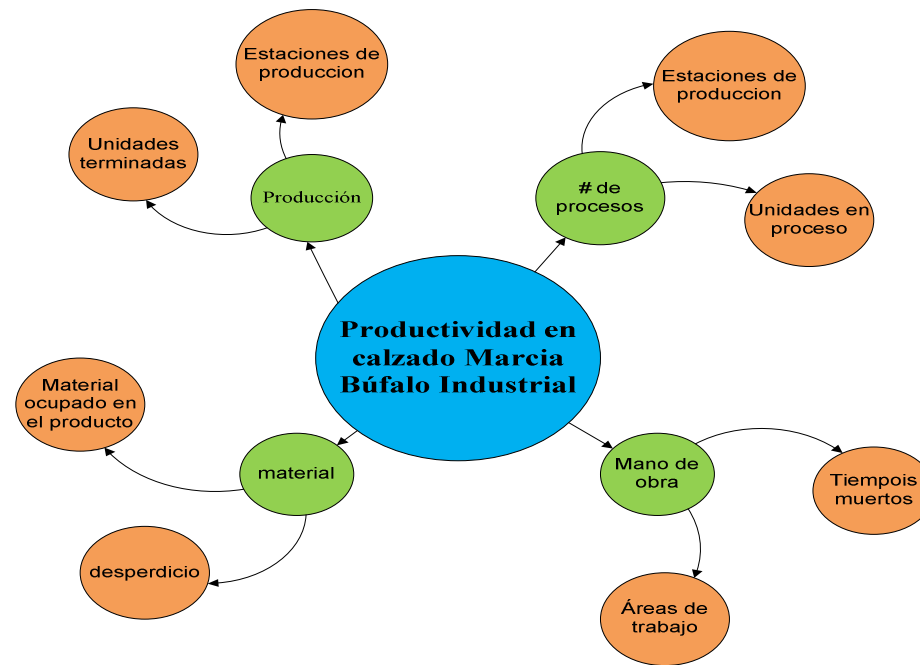 Estaciones de
produccion
Unidades
terminadas
Producción
Estaciones de
produccion
# de
procesos
Unidades en
proceso
Productividad en
calzado Marcia
Búfalo Industrial
Material
ocupado en
el producto
material
desperdicio
Mano de
obra
Tiempois
muertos
Áreas de
trabajo